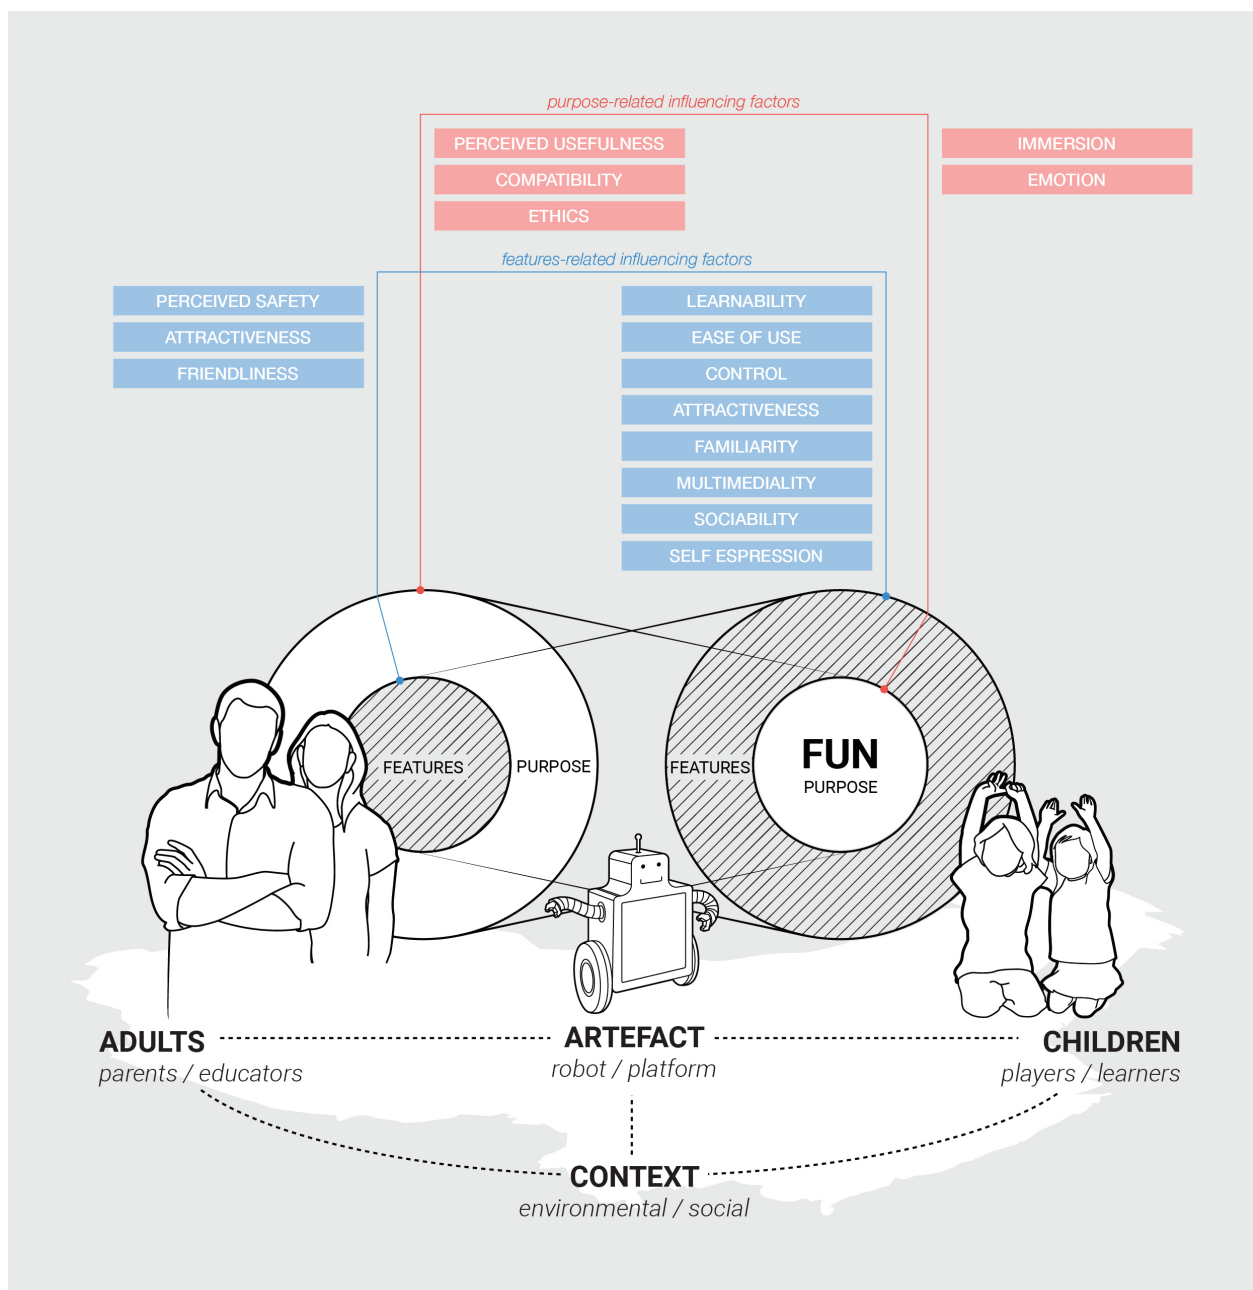 purpose-related influencing factors
PERCEIVED USEFULNESS
COMPATIBILITY
ETHICS
IMMERSION
EMOTION
features-related influencing factors
PERCEIVED SAFETY
ATTRACTIVENESS
FRIENDLINESS
LEARNABILITY
EASE OF USE
CONTROL
ATTRACTIVENESS
FAMILIARITY
MULTIMEDIALITY
SOCIABILITY
SELF ESPRESSION
FEATURES
PURPOSE
FEATURES
FUN
PURPOSE
ADULTS
parents / educators
ARTEFACT
robot / platform
CHILDREN
players / learners
CONTEXT
environmental / social